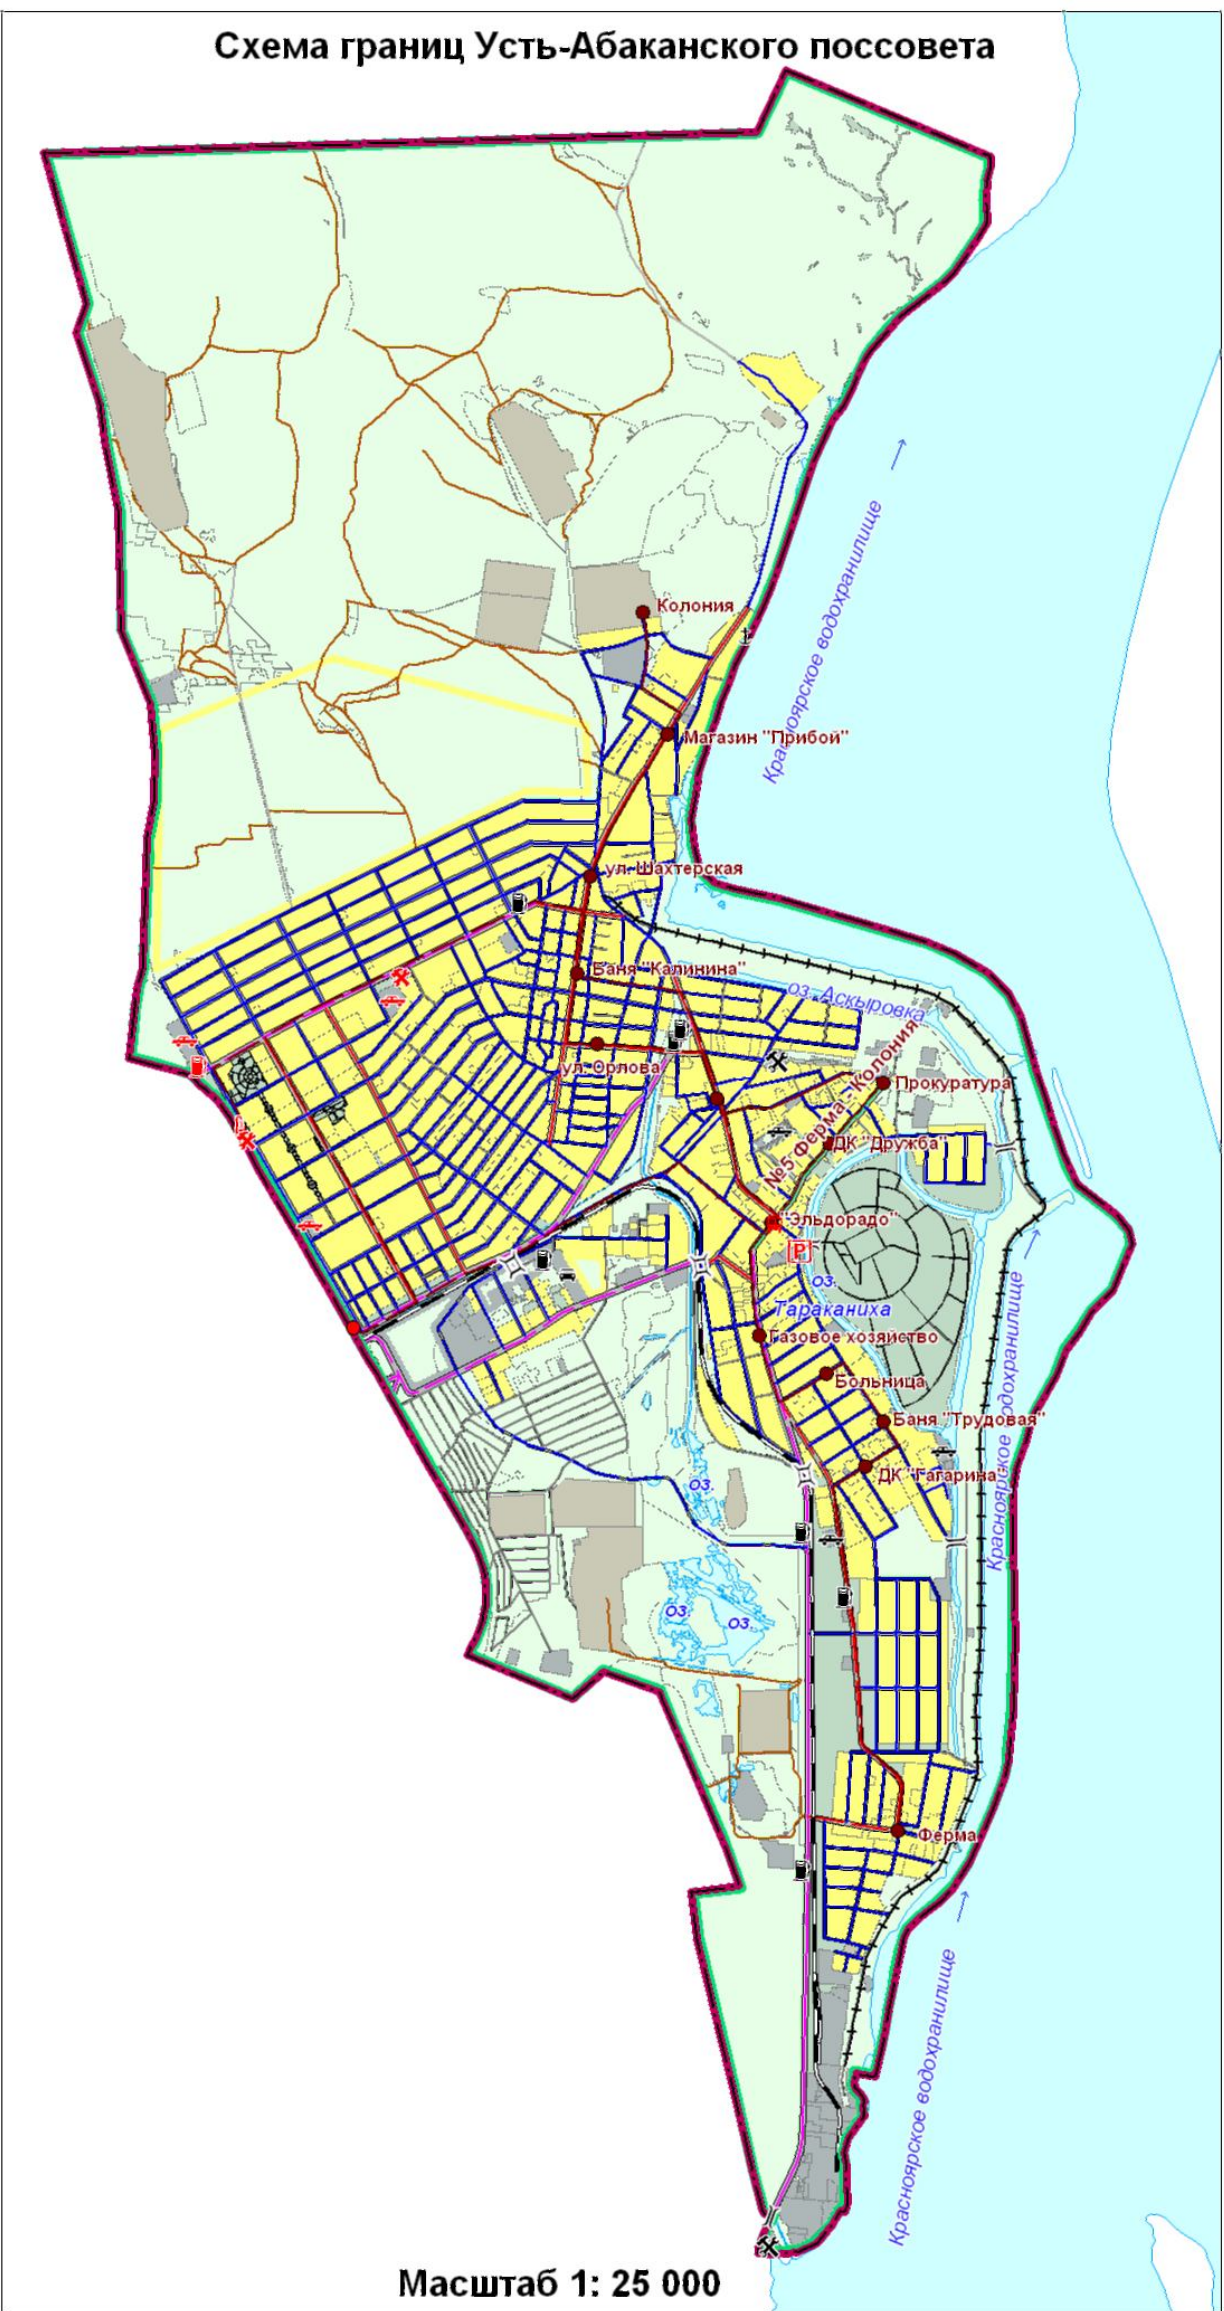 Схема границ Усть-Абаканского поссовета
Красноярское водохранилище
Колония
Магазин "Прибой"
ул. Шахтерская
Баня "Калинина"
оз. Аскыровка
ул. Орлова
№5 Ферма - Колония
Прокуратура
ДК "Дружба"
"Эльдорадо"
P
оз.
Тараканиха
Газовое хозяйство
Больница
Баня "Трудовая"
ДК "Гагарина"
Красноярское водохранилище
оз.
оз.
оз.
Ферма
Красноярское водохранилище
Масштаб 1: 25 000